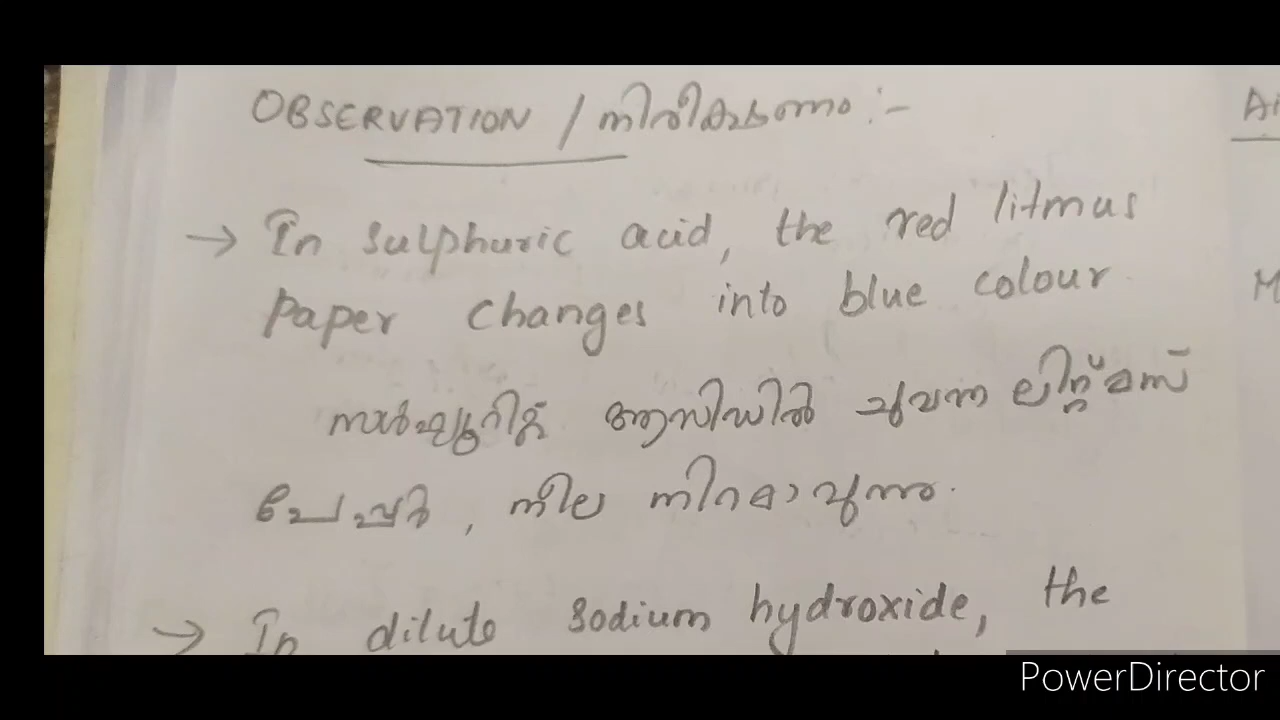 OBSERVATION / നിരീക്ഷണം :-
→ In sulphuric acid, the red litmus
paper changes into blue colour.
സൾഫ്യൂറിക് ആസിഡിൽ ചുവന്ന ലിറ്റ്മസ്
പേപ്പർ, നീല നിറമാവുന്നു.
→ In dilute sodium hydroxide, the
PowerDirector